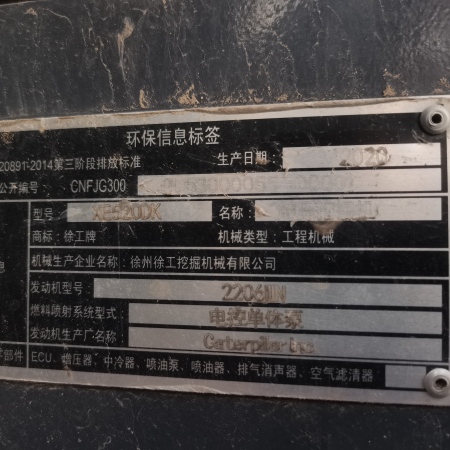 环保信息标签
20891-2014第三阶段排放标准 生产日期： 2020
公开编号： CNFJG300
型号： 名称：
商标：徐工牌 机械类型：工程机械
息 机械生产企业名称：徐州徐工挖掘机械有限公司
发动机型号：
燃料喷射系统型式： 电控单体泵
发动机生产厂名称： Caterpillar Inc
部件 ECU、增压器、中冷器、喷油泵、喷油器、排气消声器、空气滤清器